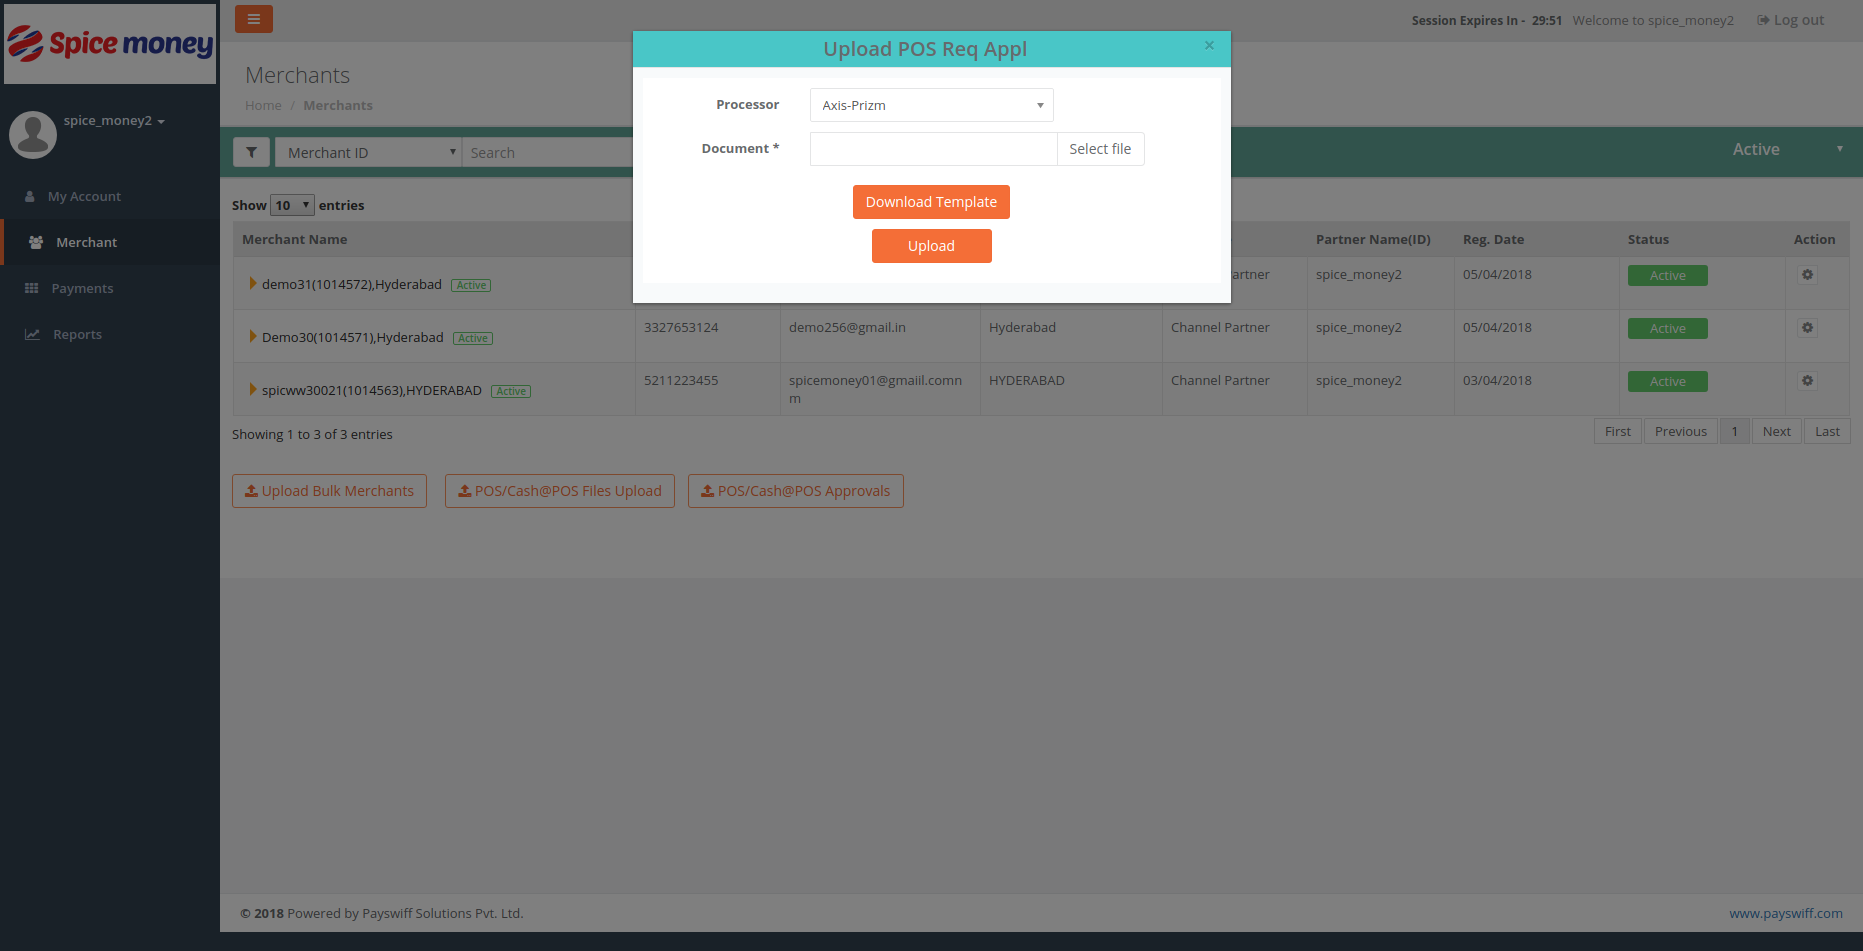 Spice money
Session Expires In - 29:51 Welcome to spice_money2 Log out
Upload POS Req Appl ×
Merchants
Home / Merchants
spice_money2
Processor Axis-Prizm
Document * Select file
Download Template
Upload
Merchant ID Search Active
My Account
Merchant
Payments
Reports
Show 10 entries
Merchant Name Partner Name(ID) Reg. Date Status Action
demo31(1014572),Hyderabad Active artner spice_money2 05/04/2018 Active
Demo30(1014571),Hyderabad Active 3327653124 demo256@gmail.in Hyderabad Channel Partner spice_money2 05/04/2018 Active
spicww30021(1014563),HYDERABAD Active 5211223455 spicemoney01@gmaiil.comn HYDERABAD Channel Partner spice_money2 03/04/2018 Active
m
Showing 1 to 3 of 3 entries First Previous 1 Next Last
Upload Bulk Merchants POS/Cash@POS Files Upload POS/Cash@POS Approvals
© 2018 Powered by Payswiff Solutions Pvt. Ltd. www.payswiff.com